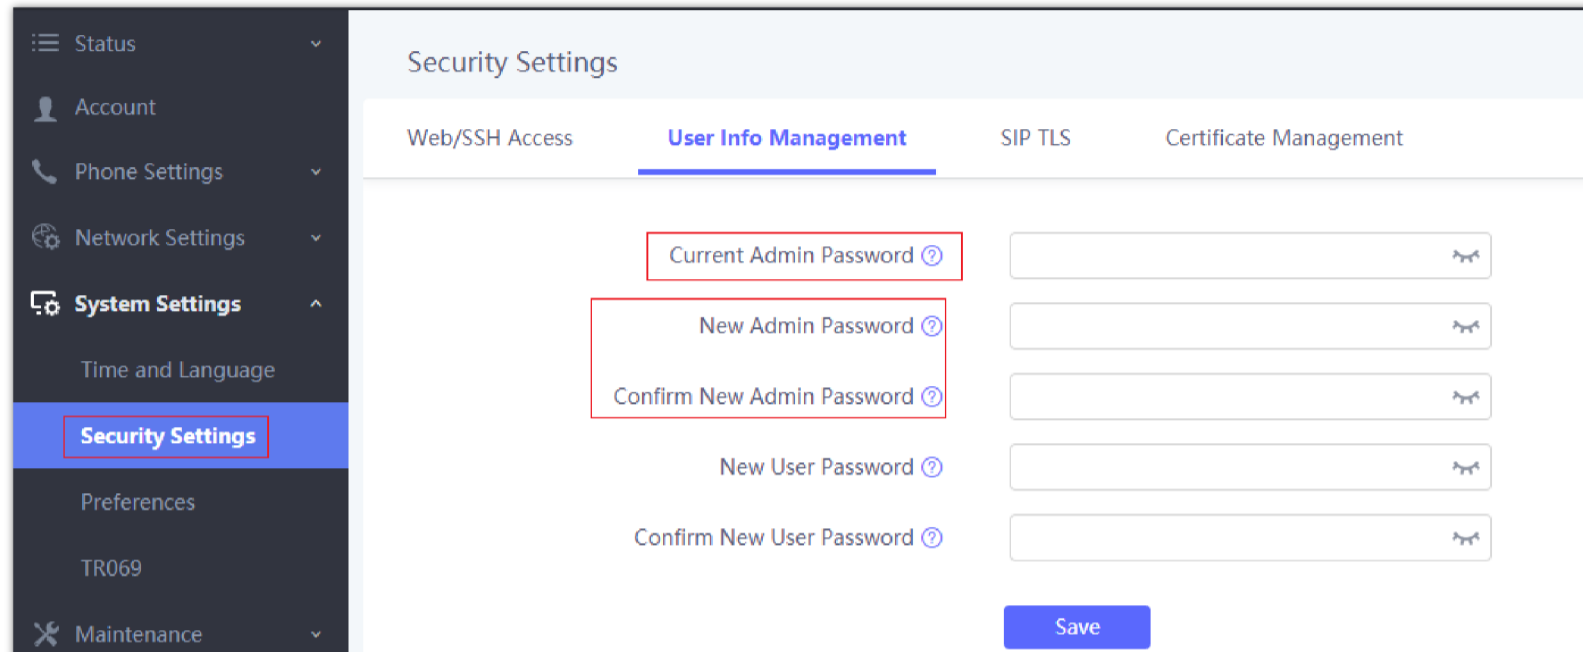 Status
Account
Phone Settings
Network Settings
System Settings
Time and Language
Security Settings
Preferences
TR069
Maintenance
Security Settings
Web/SSH Access User Info Management SIP TLS Certificate Management
Current Admin Password ?
New Admin Password ?
Confirm New Admin Password ?
New User Password ?
Confirm New User Password ?
Save